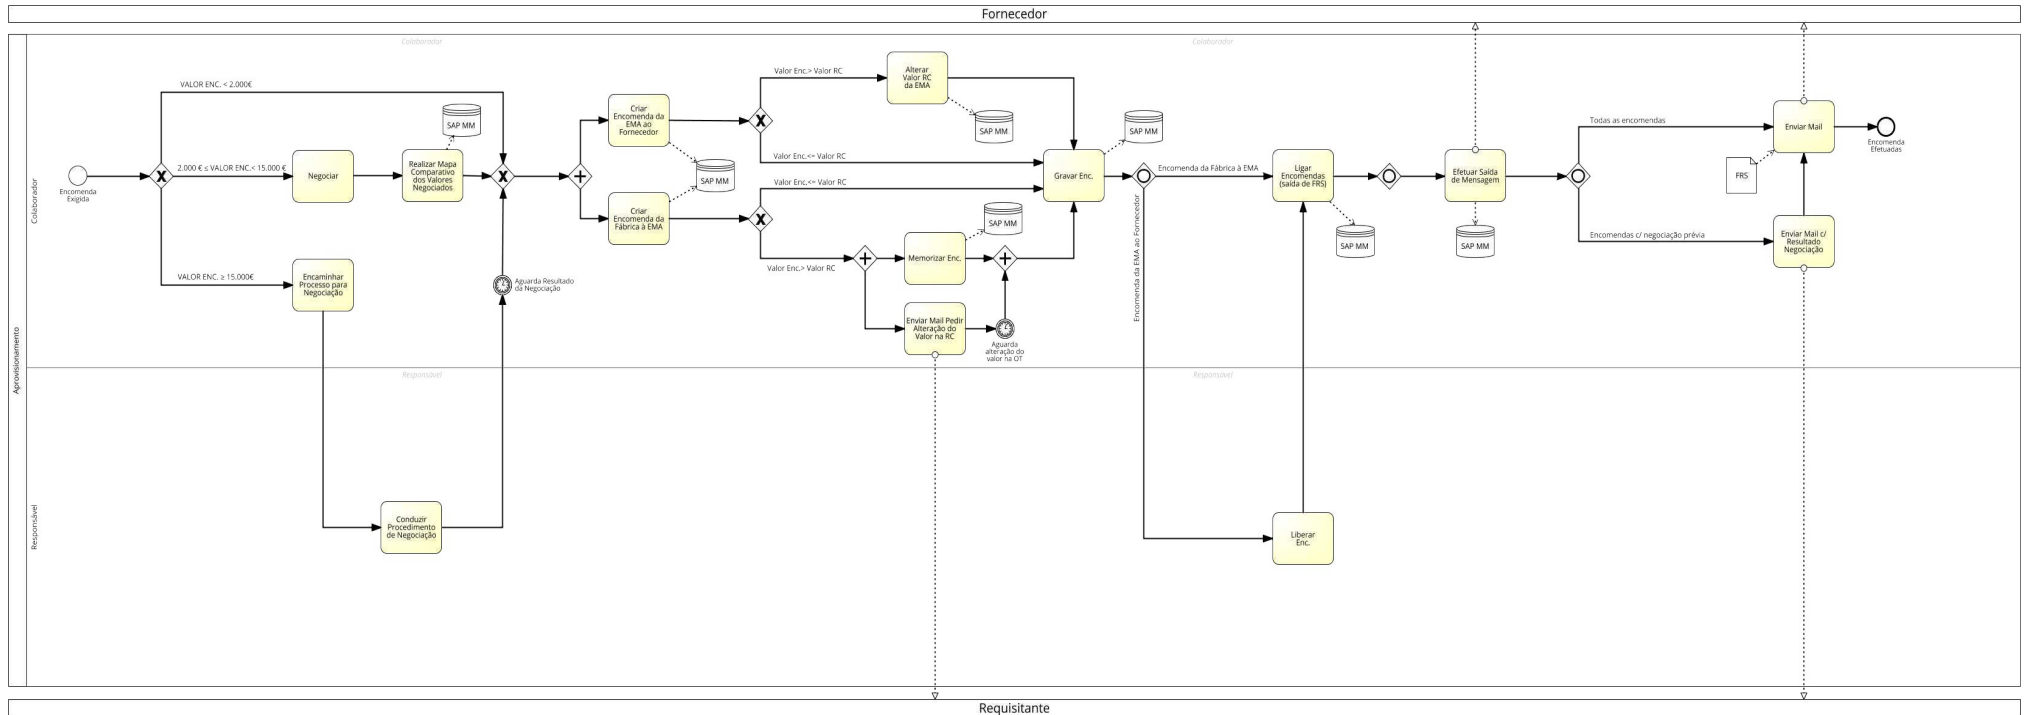 Fornecedor
Aprovisionamento
Colaborador
Responsável
Colaborador
Colaborador
Responsável
Responsável
Encomenda
Exigida
VALOR ENC. < 2.000€
2.000 € ≤ VALOR ENC.< 15.000 €
VALOR ENC. ≥ 15.000€
Negociar
Realizar Mapa
Comparativo
dos Valores
Negociados
SAP MM
Encaminhar
Processo para
Negociação
Conduzir
Procedimento
de Negociação
Aguarda Resultado
da Negociação
Criar
Encomenda da
EMA ao
Fornecedor
SAP MM
Criar
Encomenda da
Fábrica à EMA
Valor Enc.> Valor RC
Valor Enc.<= Valor RC
Valor Enc.<= Valor RC
Valor Enc.> Valor RC
Alterar
Valor RC
da EMA
SAP MM
Memorizar Enc.
SAP MM
Enviar Mail Pedir
Alteração do
Valor na RC
Aguarda
alteração do
valor na OT
Gravar Enc.
SAP MM
Encomenda da Fábrica à EMA
Encomenda da EMA ao Fornecedor
Ligar
Encomendas
(saída de FRS)
SAP MM
Liberar
Enc.
Efetuar Saída
de Mensagem
SAP MM
Todas as encomendas
Encomendas c/ negociação prévia
Enviar Mail
FRS
Enviar Mail c/
Resultado
Negociação
Encomenda
Efetuadas
Requisitante